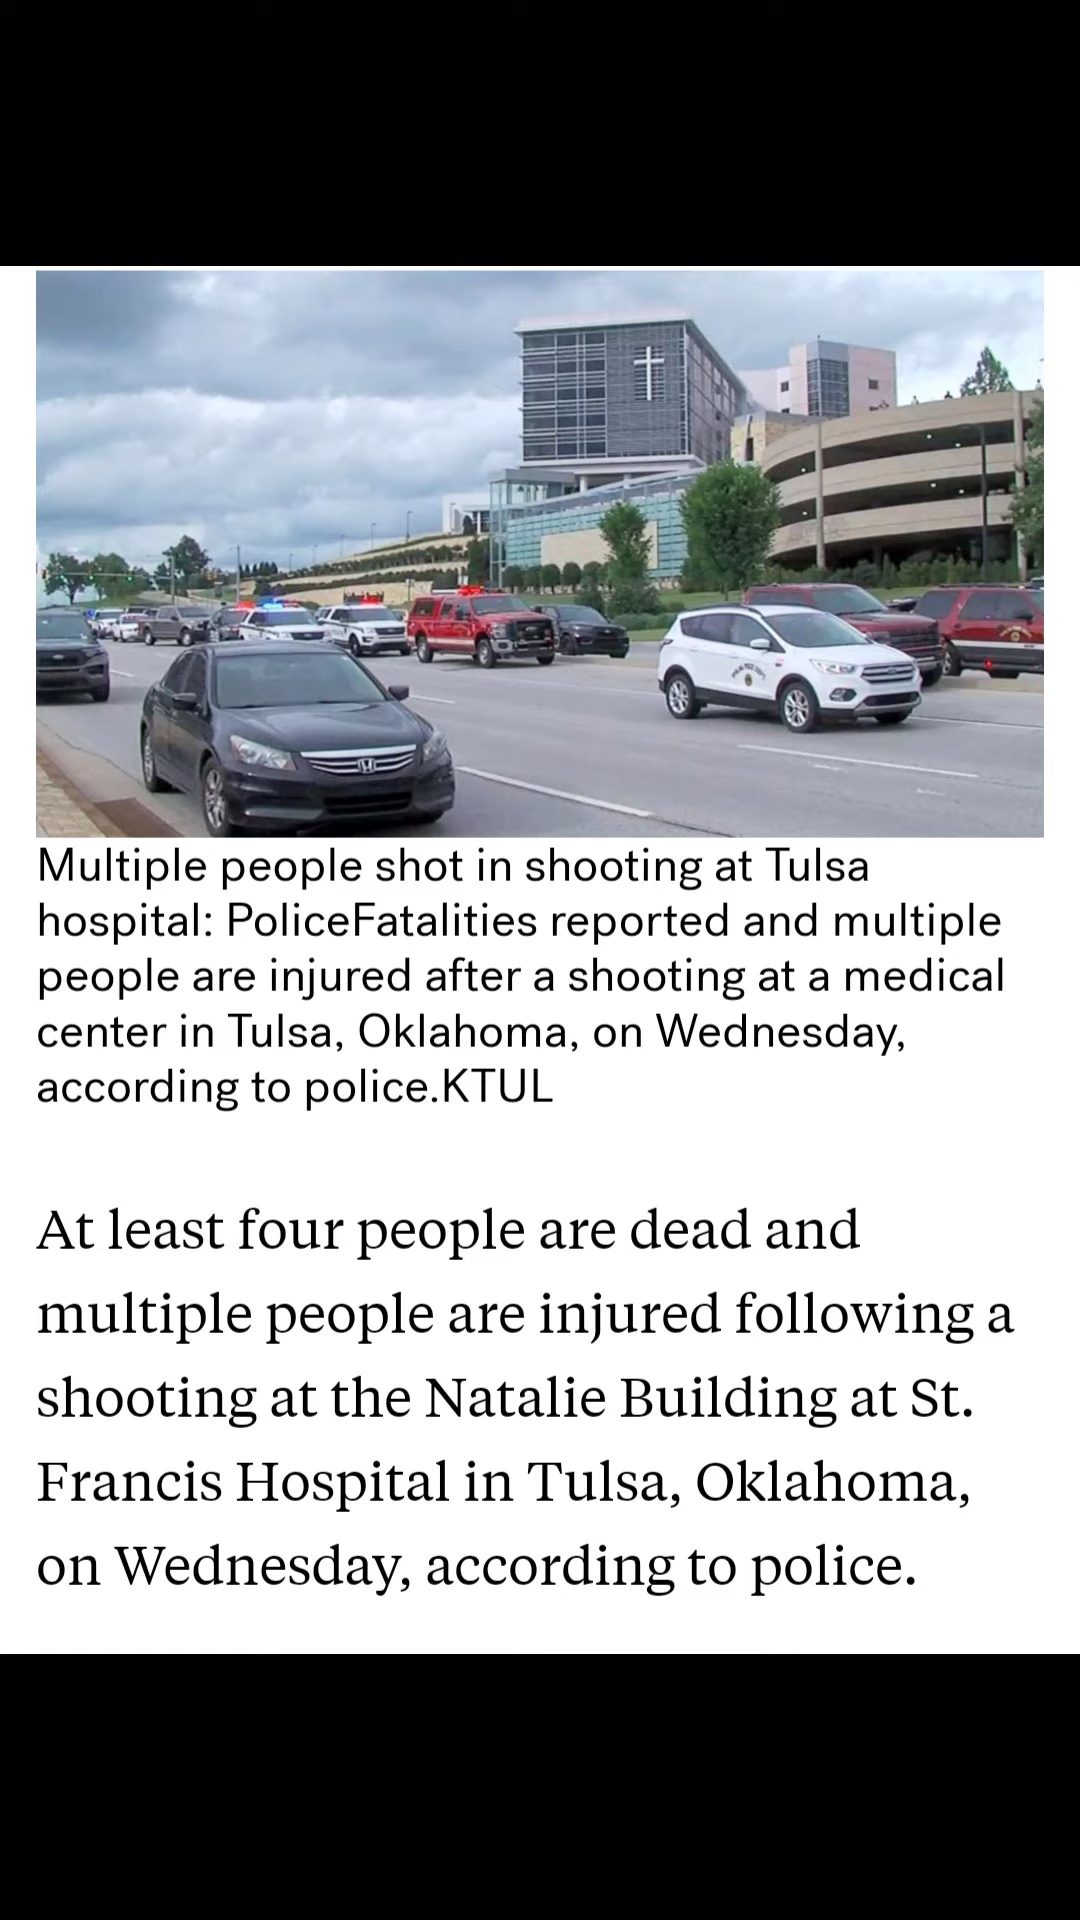 Multiple people shot in shooting at Tulsa
hospital: PoliceFatalities reported and multiple
people are injured after a shooting at a medical
center in Tulsa, Oklahoma, on Wednesday,
according to police.KTUL
At least four people are dead and
multiple people are injured following a
shooting at the Natalie Building at St.
Francis Hospital in Tulsa, Oklahoma,
on Wednesday, according to police.